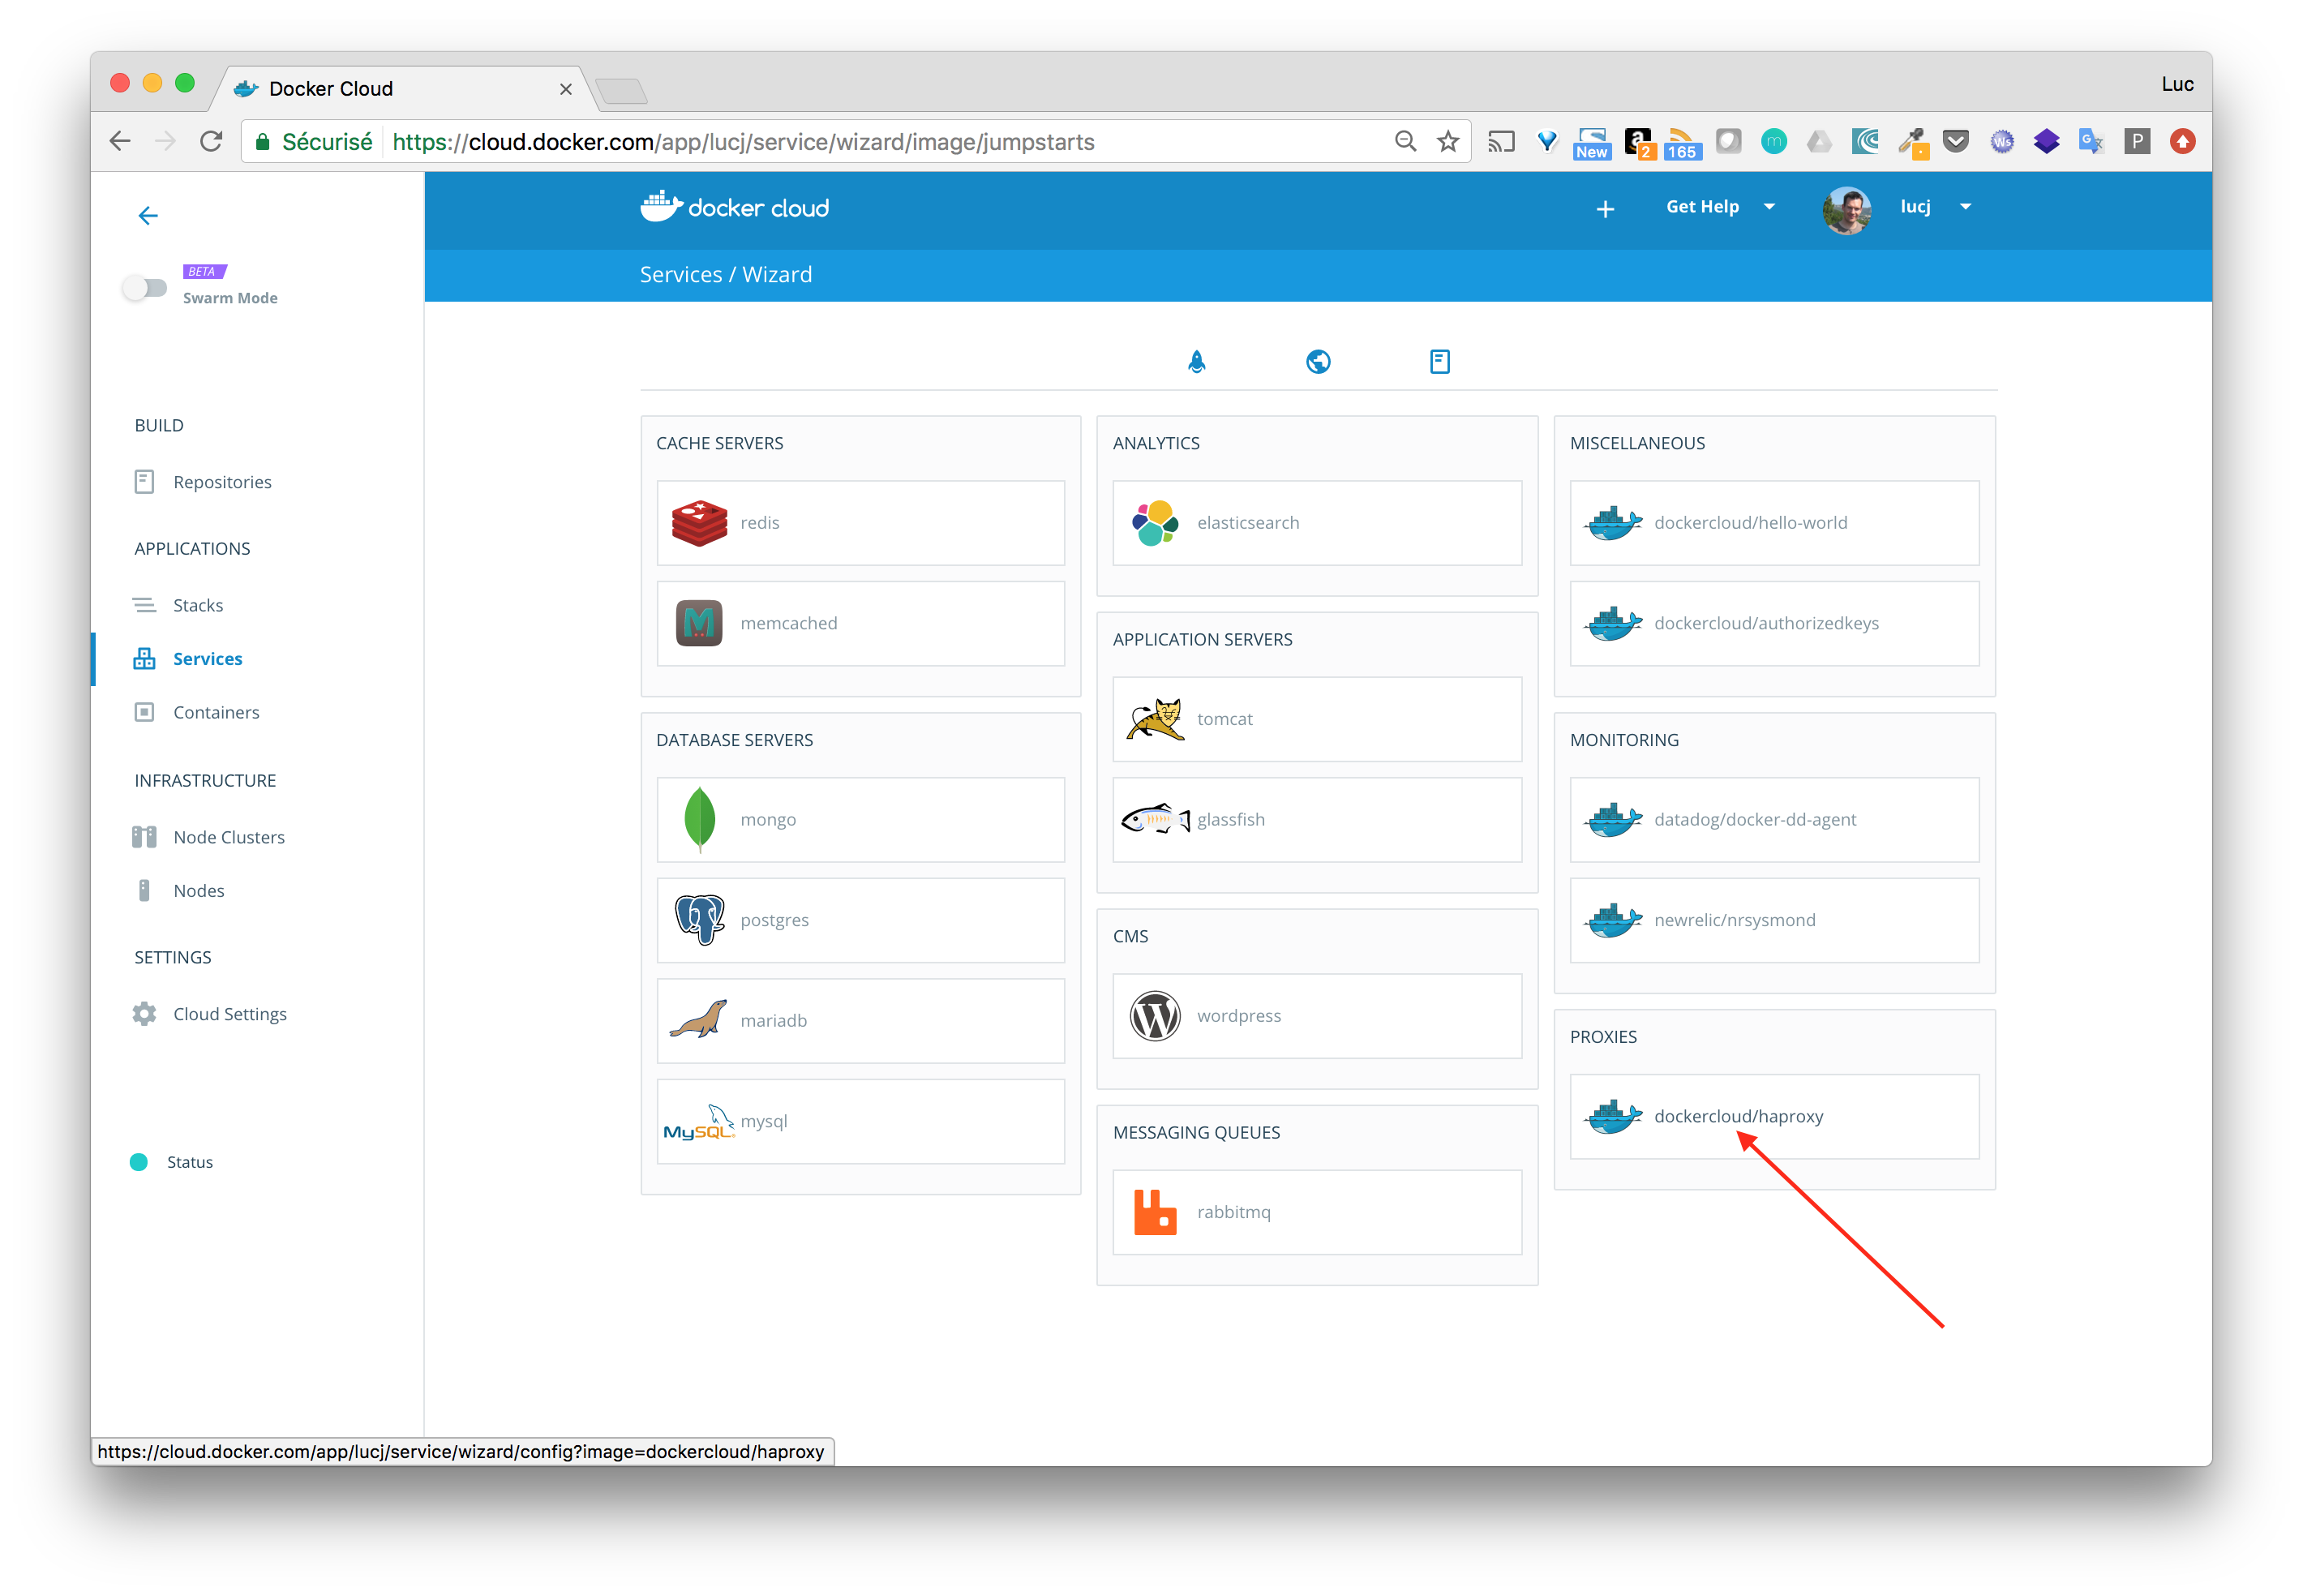 Docker Cloud
Luc
Sécurisé https://cloud.docker.com/app/lucj/service/wizard/image/jumpstarts
New
a 2
165
m
Ws
G
P
docker cloud
+ Get Help lucj
BETA
Swarm Mode
Services / Wizard
BUILD
Repositories
APPLICATIONS
Stacks
Services
Containers
INFRASTRUCTURE
Node Clusters
Nodes
SETTINGS
Cloud Settings
Status
CACHE SERVERS
redis
M
memcached
DATABASE SERVERS
mongo
postgres
mariadb
MySQL
mysql
ANALYTICS
elasticsearch
APPLICATION SERVERS
tomcat
glassfish
CMS
W
wordpress
MESSAGING QUEUES
rabbitmq
MISCELLANEOUS
dockercloud/hello-world
dockercloud/authorizedkeys
MONITORING
datadog/docker-dd-agent
newrelic/nrsysmond
PROXIES
dockercloud/haproxy
https://cloud.docker.com/app/lucj/service/wizard/config?image=dockercloud/haproxy